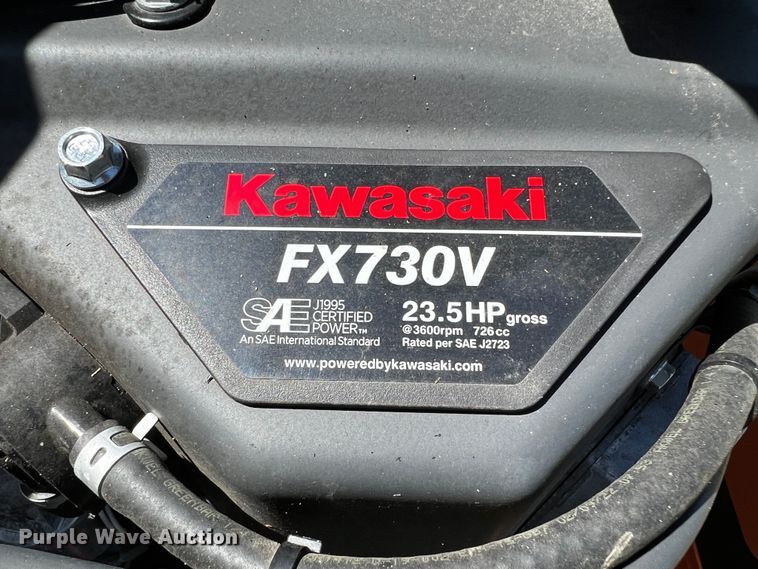 Kawasaki
FX730V
SAE J1995 CERTIFIED POWER™
An SAE International Standard
23.5HP gross
@3600rpm 726cc
Rated per SAE J2723
www.poweredbykawasaki.com
Purple Wave Auction